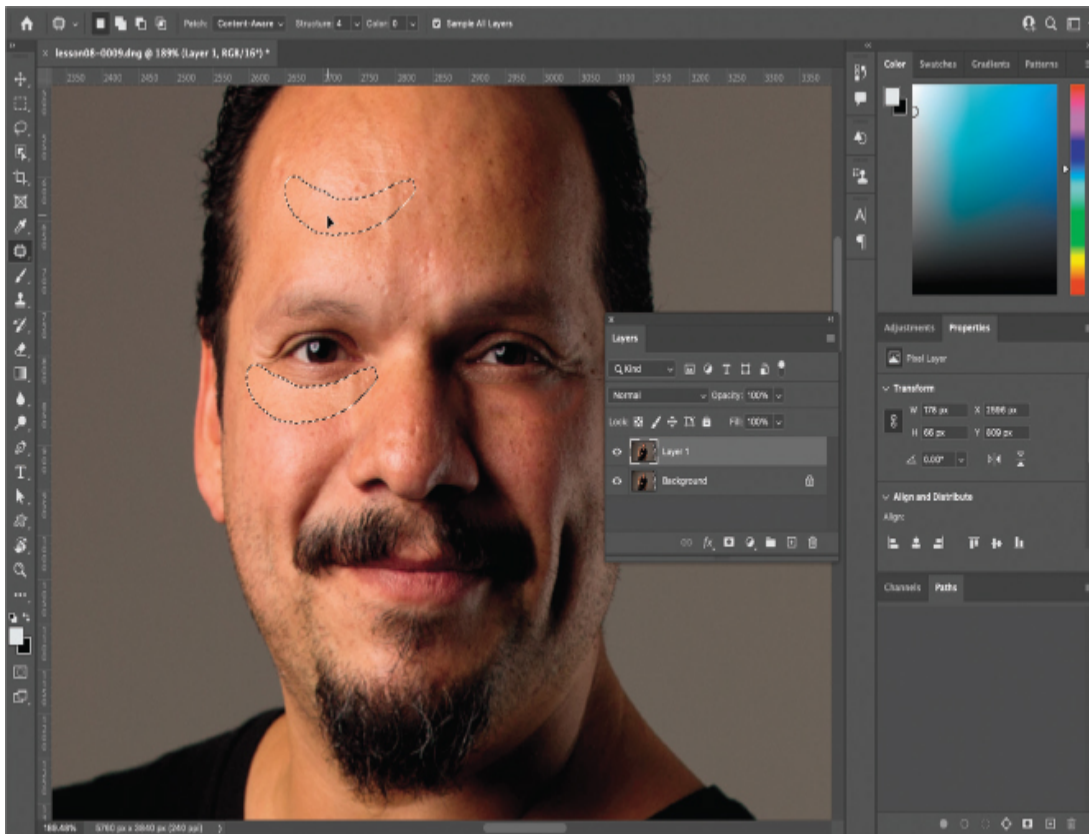 Patch: Content-Aware Structure: 4 Color: 0 Sample All Layers
× lesson08-0009.dng @ 189% (Layer 1, RGB/16*) *
2350 2400 2450 2500 2550 2600 2650 2700 2750 2800 2850 2900 2950 3000 3050 3100 3150 3200 3250 3300 3350
Color Swatches Gradients Patterns
Adjustments Properties
Pixel Layer
Transform
W 178 px X 2596 px
H 66 px Y 809 px
0.00°
Align and Distribute
Align:
Channels Paths
Layers
Kind
Normal Opacity: 100%
Lock: Fill: 100%
Layer 1
Background
189.48% 5760 px x 3840 px (240 ppi)